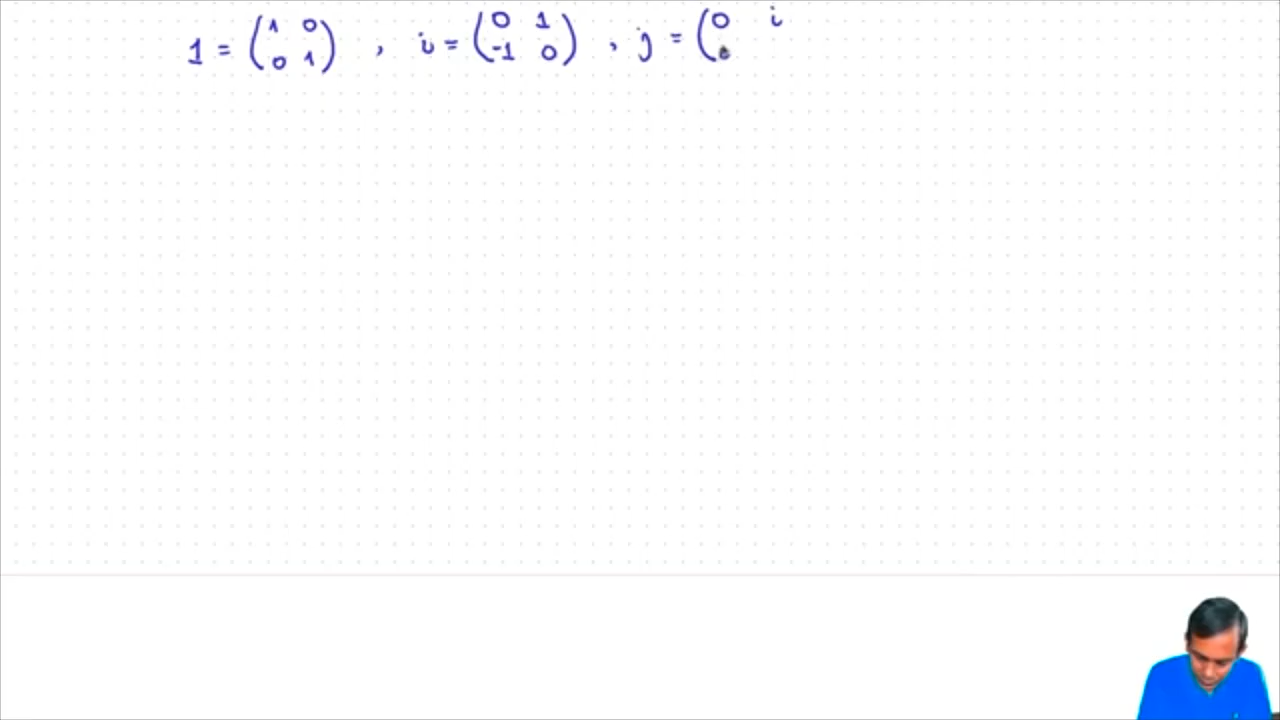 1 = (1 0 0 1) , i = (0 1 -1 0) , j = (0 i